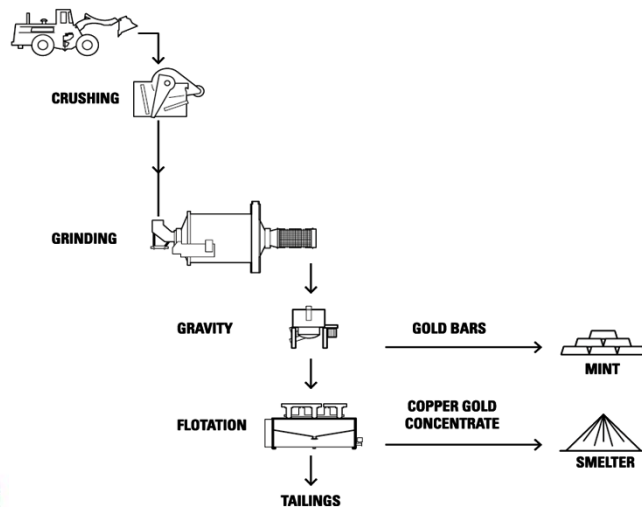 CRUSHING
GRINDING
GRAVITY
GOLD BARS
MINT
FLOTATION
COPPER GOLD
CONCENTRATE
SMELTER
TAILINGS